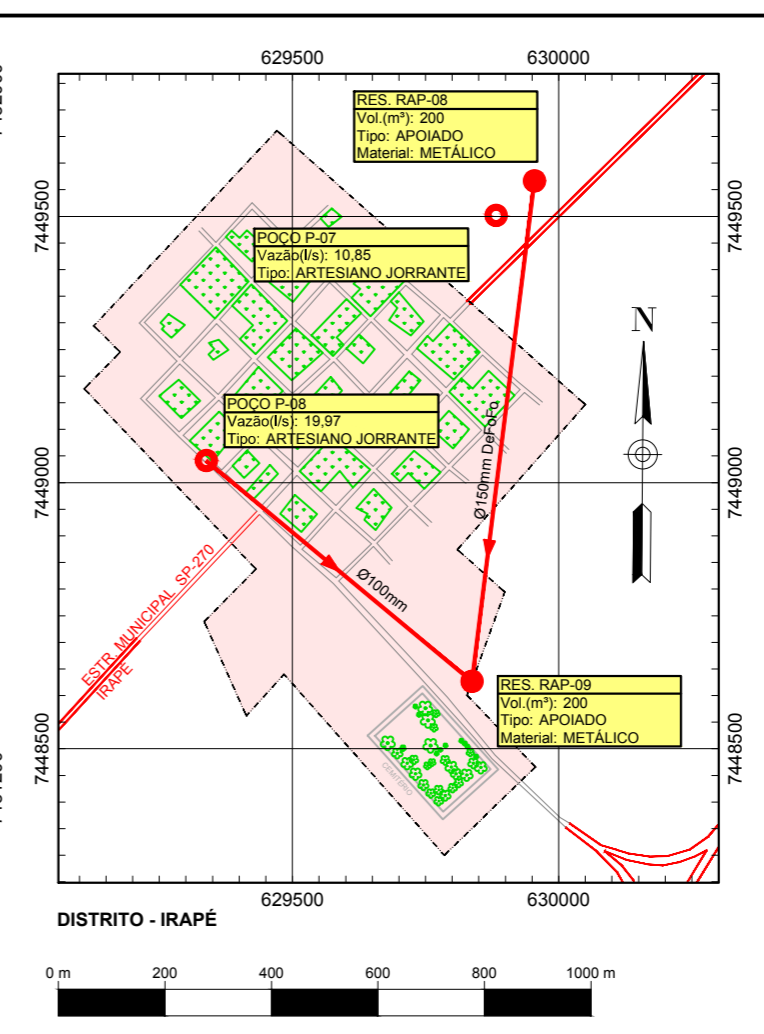 629500
630000
RES. RAP-08
Vol.(m³): 200
Tipo: APOIADO
Material: METÁLICO
7449500
7449500
POÇO P-07
Vazão(l/s): 10,85
Tipo: ARTESIANO JORRANTE
N
POÇO P-08
Vazão(l/s): 19,97
Tipo: ARTESIANO JORRANTE
Ø150mm DeFoFo
7449000
7449000
Ø100mm
ESTR. MUNICIPAL SP-270
IRAPÉ
RES. RAP-09
Vol.(m³): 200
Tipo: APOIADO
Material: METÁLICO
7448500
7448500
CEMITÉRIO
629500
630000
DISTRITO - IRAPÉ
0 m
200
400
600
800
1000 m